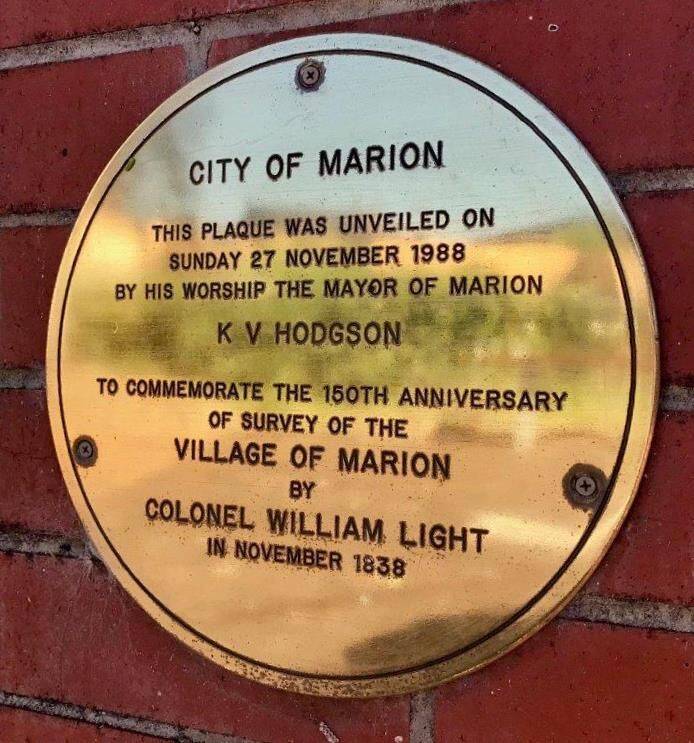 CITY OF MARION
THIS PLAQUE WAS UNVEILED ON
SUNDAY 27 NOVEMBER 1988
BY HIS WORSHIP THE MAYOR OF MARION
K V HODGSON
TO COMMEMORATE THE 150TH ANNIVERSARY
OF SURVEY OF THE
VILLAGE OF MARION
BY
COLONEL WILLIAM LIGHT
IN NOVEMBER 1838